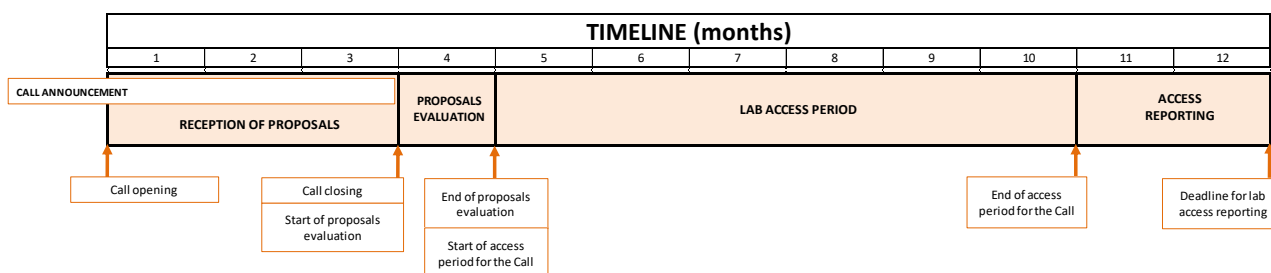 TIMELINE (months)
1 2 3 4 5 6 7 8 9 10 11 12
CALL ANNOUNCEMENT
RECEPTION OF PROPOSALS
PROPOSALS
EVALUATION
LAB ACCESS PERIOD
ACCESS
REPORTING
Call opening
Call closing
Start of proposals
evaluation
End of proposals
evaluation
Start of access
period for the Call
End of access
period for the Call
Deadline for lab
access reporting